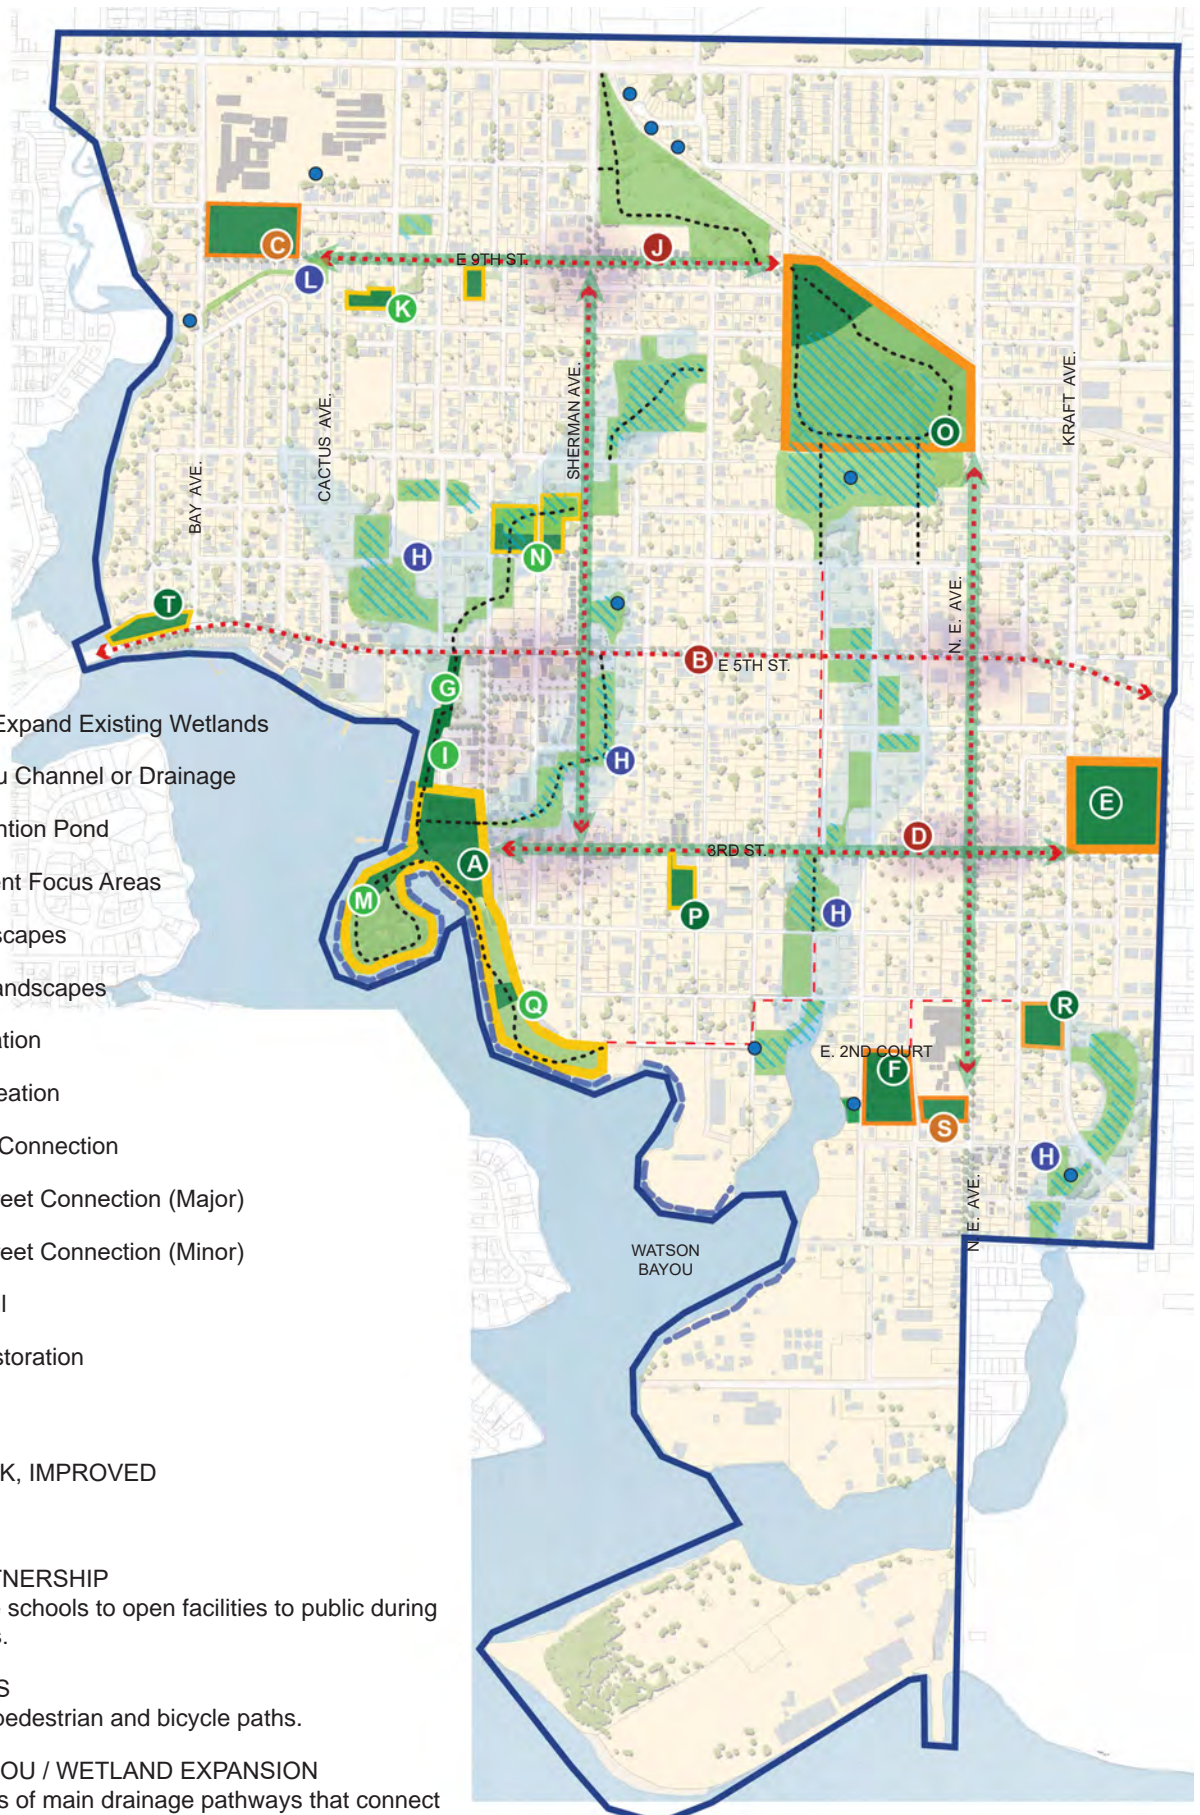 C
L
K
E 9TH ST.
J
O
SHERMAN AVE.
KRAFT AVE.
CACTUS AVE.
BAY AVE.
H
N
T
N. E. AVE.
B
E 5TH ST.
G
I
H
E
D
3RD ST.
A
M
P
H
Q
R
E. 2ND COURT
F
S
H
N. E. AVE.
WATSON
BAYOU
Expand Existing Wetlands
u Channel or Drainage
ntion Pond
ent Focus Areas
scapes
andscapes
ation
eation
Connection
reet Connection (Major)
reet Connection (Minor)
l
storation
K, IMPROVED
TNERSHIP
schools to open facilities to public during
s.
S
pedestrian and bicycle paths.
OU / WETLAND EXPANSION
s of main drainage pathways that connect